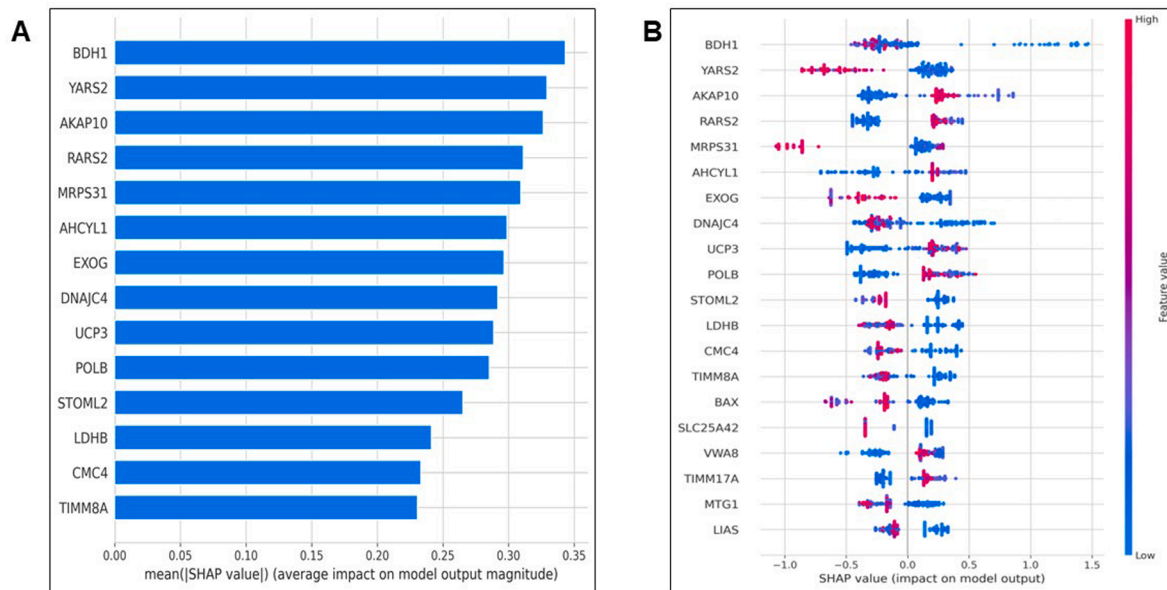 A
BDH1
YARS2
AKAP10
RARS2
MRPS31
AHCYL1
EXOG
DNAJC4
UCP3
POLB
STOML2
LDHB
CMC4
TIMM8A
0.00 0.05 0.10 0.15 0.20 0.25 0.30 0.35
mean(|SHAP value|) (average impact on model output magnitude)
B
High
BDH1
YARS2
AKAP10
RARS2
MRPS31
AHCYL1
EXOG
DNAJC4
UCP3
POLB
STOML2
LDHB
CMC4
TIMM8A
BAX
SLC25A42
VWA8
TIMM17A
MTG1
LIAS
Feature value
Low
-1.0 -0.5 0.0 0.5 1.0 1.5
SHAP value (impact on model output)